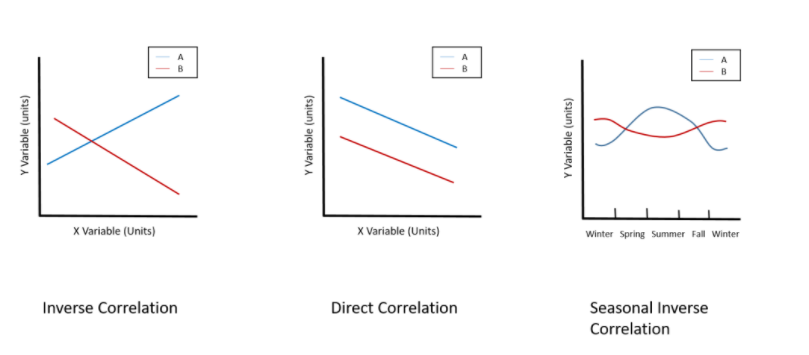 A
B
Y Variable (units)
X Variable (Units)
Inverse Correlation
A
B
Y Variable (units)
X Variable (Units)
Direct Correlation
A
B
Y Variable (units)
Winter Spring Summer Fall Winter
Seasonal Inverse
Correlation